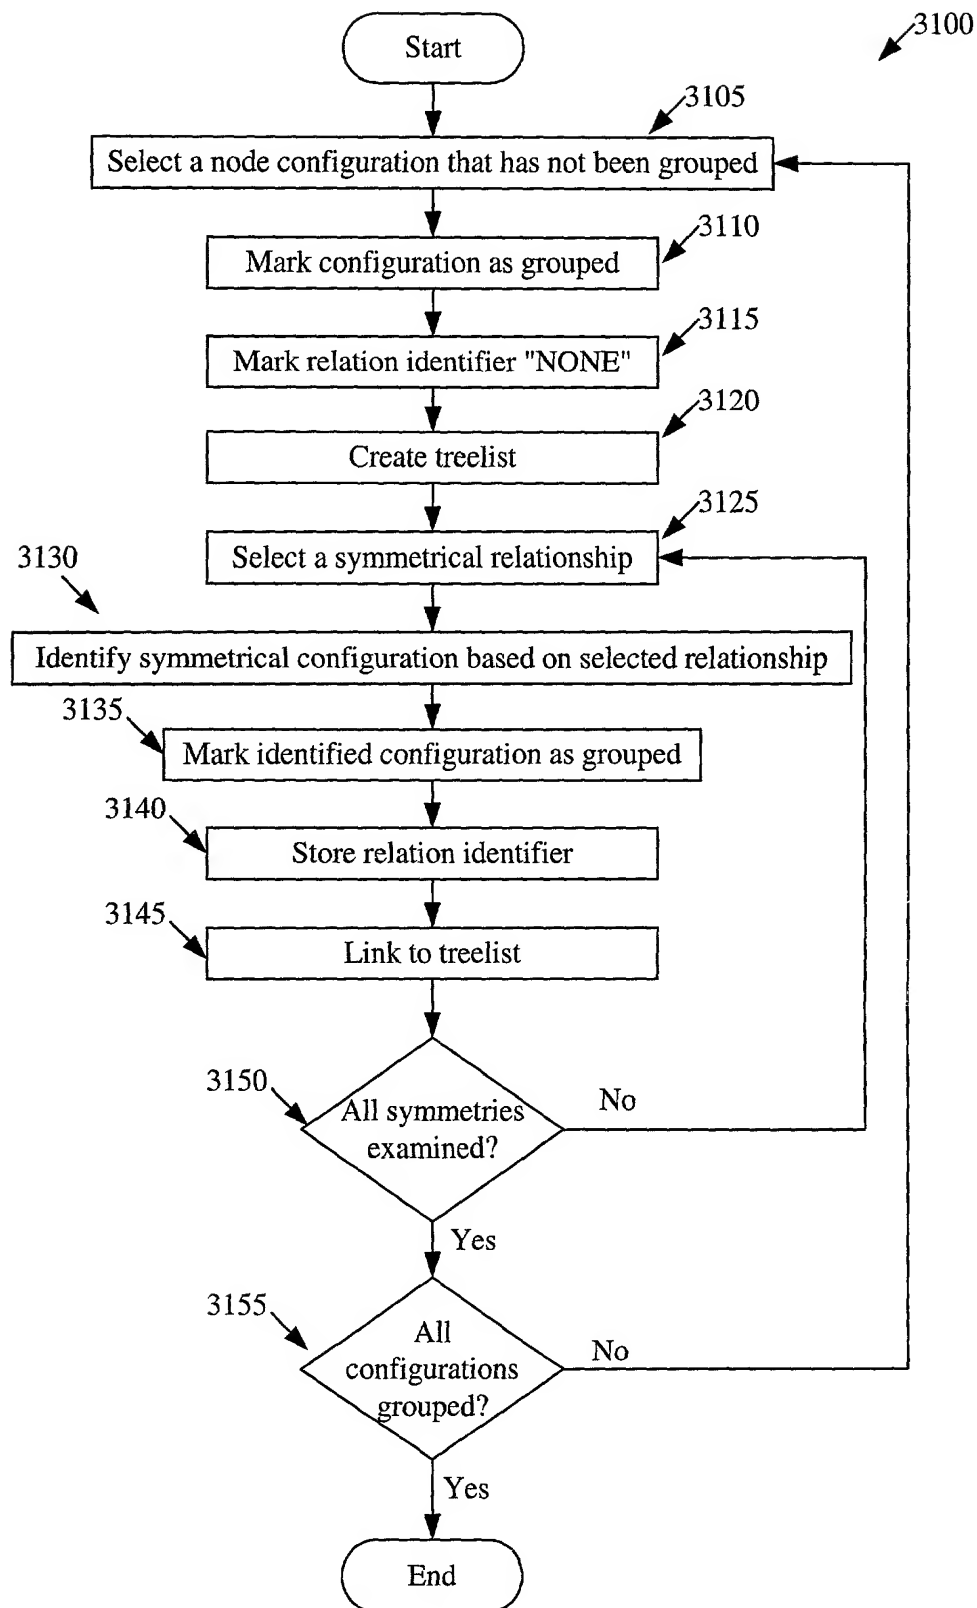 3100
Start
3105
Select a node configuration that has not been grouped
3110
Mark configuration as grouped
3115
Mark relation identifier "NONE"
3120
Create treelist
3125
Select a symmetrical relationship
3130
Identify symmetrical configuration based on selected relationship
3135
Mark identified configuration as grouped
3140
Store relation identifier
3145
Link to treelist
3150
All symmetries
examined?
No
Yes
3155
All
configurations
grouped?
No
Yes
End